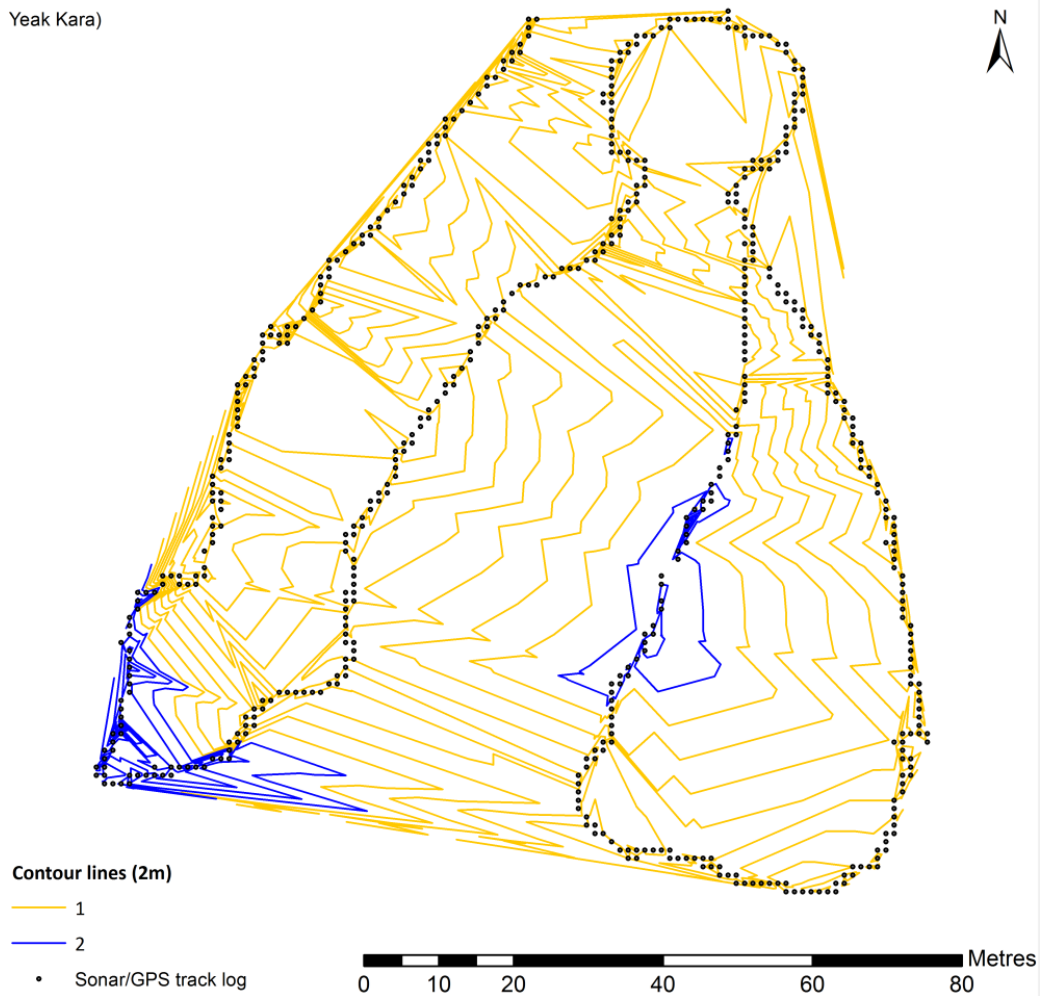 Yeak Kara)
N
Contour lines (2m)
1
2
Sonar/GPS track log
Metres
0 10 20 40 60 80